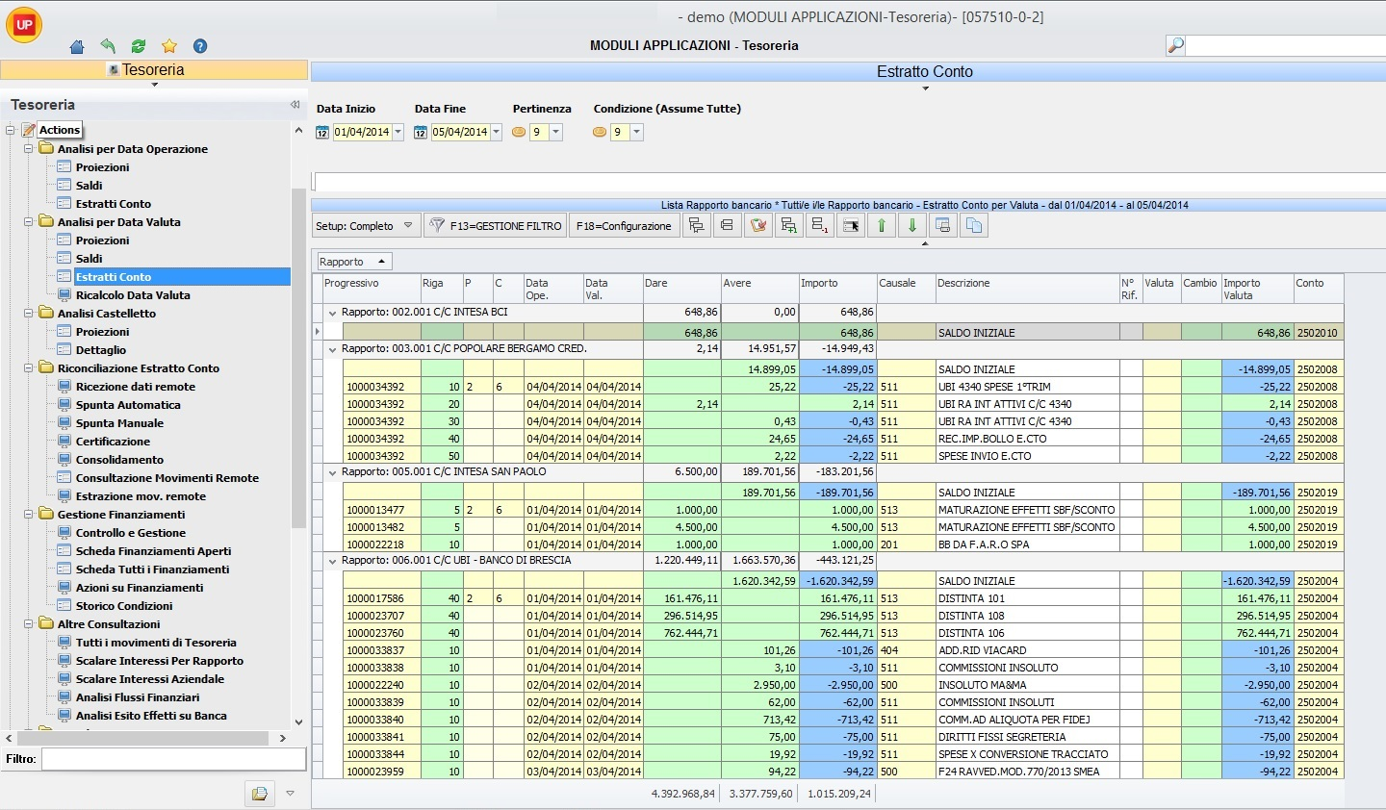 - demo (MODULI APPLICAZIONI-Tesoreria)- [057510-0-2]
UP
MODULI APPLICAZIONI - Tesoreria
Tesoreria
Estratto Conto
Tesoreria
Actions
Analisi per Data Operazione
Proiezioni
Saldi
Estratti Conto
Analisi per Data Valuta
Proiezioni
Saldi
Estratti Conto
Ricalcolo Data Valuta
Analisi Castelletto
Proiezioni
Dettaglio
Riconciliazione Estratto Conto
Ricezione dati remote
Spunta Automatica
Spunta Manuale
Certificazione
Consolidamento
Consultazione Movimenti Remote
Estrazione mov. remote
Gestione Finanziamenti
Controllo e Gestione
Scheda Finanziamenti Aperti
Scheda Tutti i Finanziamenti
Azioni su Finanziamenti
Storico Condizioni
Altre Consultazioni
Tutti i movimenti di Tesoreria
Scalare Interessi Per Rapporto
Scalare Interessi Aziendale
Analisi Flussi Finanziari
Analisi Esito Effetti su Banca
Filtro:
Data Inizio Data Fine Pertinenza Condizione (Assume Tutte)
12 01/04/2014 12 05/04/2014 9 9
Lista Rapporto bancario * Tutti/e i/le Rapporto bancario - Estratto Conto per Valuta - dal 01/04/2014 - al 05/04/2014
Setup: Completo F13=GESTIONE FILTRO F18=Configurazione
Rapporto
Progressivo Riga P C Data Ope. Data Val. Dare Avere Importo Causale Descrizione N° Rif. Valuta Cambio Importo Valuta Conto
Rapporto: 002.001 C/C INTESA BCI 648,86 0,00 648,86
648,86 648,86 SALDO INIZIALE 648,86 2502010
Rapporto: 003.001 C/C POPOLARE BERGAMO CRED. 2,14 14.951,57 -14.949,43
14.899,05 -14.899,05 SALDO INIZIALE -14.899,05 2502008
1000034392 10 2 6 04/04/2014 04/04/2014 25,22 -25,22 511 UBI 4340 SPESE 1°TRIM -25,22 2502008
1000034392 20 04/04/2014 04/04/2014 2,14 2,14 511 UBI RA INT ATTIVI C/C 4340 2,14 2502008
1000034392 30 04/04/2014 04/04/2014 0,43 -0,43 511 UBI RA INT ATTIVI C/C 4340 -0,43 2502008
1000034392 40 04/04/2014 04/04/2014 24,65 -24,65 511 REC.IMP.BOLLO E.CTO -24,65 2502008
1000034392 50 04/04/2014 04/04/2014 2,22 -2,22 511 SPESE INVIO E.CTO -2,22 2502008
Rapporto: 005.001 C/C INTESA SAN PAOLO 6.500,00 189.701,56 -183.201,56
189.701,56 -189.701,56 SALDO INIZIALE -189.701,56 2502019
1000013477 5 2 6 01/04/2014 01/04/2014 1.000,00 1.000,00 513 MATURAZIONE EFFETTI SBF/SCONTO 1.000,00 2502019
1000013482 5 01/04/2014 01/04/2014 4.500,00 4.500,00 513 MATURAZIONE EFFETTI SBF/SCONTO 4.500,00 2502019
1000022218 10 01/04/2014 01/04/2014 1.000,00 1.000,00 201 BB DA F.A.R.O SPA 1.000,00 2502019
Rapporto: 006.001 C/C UBI - BANCO DI BRESCIA 1.220.449,11 1.663.570,36 -443.121,25
1.620.342,59 -1.620.342,59 SALDO INIZIALE -1.620.342,59 2502004
1000017586 40 2 6 01/04/2014 01/04/2014 161.476,11 161.476,11 513 DISTINTA 101 161.476,11 2502004
1000023707 40 01/04/2014 01/04/2014 296.514,95 296.514,95 513 DISTINTA 108 296.514,95 2502004
1000023760 40 01/04/2014 01/04/2014 762.444,71 762.444,71 513 DISTINTA 106 762.444,71 2502004
1000033837 10 01/04/2014 01/04/2014 101,26 -101,26 404 ADD.RID VIACARD -101,26 2502004
1000033838 10 01/04/2014 01/04/2014 3,10 -3,10 511 COMMISSIONI INSOLUTO -3,10 2502004
1000022240 10 02/04/2014 02/04/2014 2.950,00 -2.950,00 500 INSOLUTO MA&MA -2.950,00 2502004
1000033839 10 02/04/2014 02/04/2014 62,00 -62,00 511 COMMISSIONI INSOLUTI -62,00 2502004
1000033840 10 02/04/2014 02/04/2014 713,42 -713,42 511 COMM.AD ALIQUOTA PER FIDEJ -713,42 2502004
1000033841 10 02/04/2014 02/04/2014 75,00 -75,00 511 DIRITTI FISSI SEGRETERIA -75,00 2502004
1000033844 10 02/04/2014 02/04/2014 19,92 -19,92 511 SPESE X CONVERSIONE TRACCIATO -19,92 2502004
1000023959 10 03/04/2014 03/04/2014 94,22 -94,22 500 F24 RAVVED.MOD.770/2013 SMEA -94,22 2502004
4.392.968,84 3.377.759,60 1.015.209,24